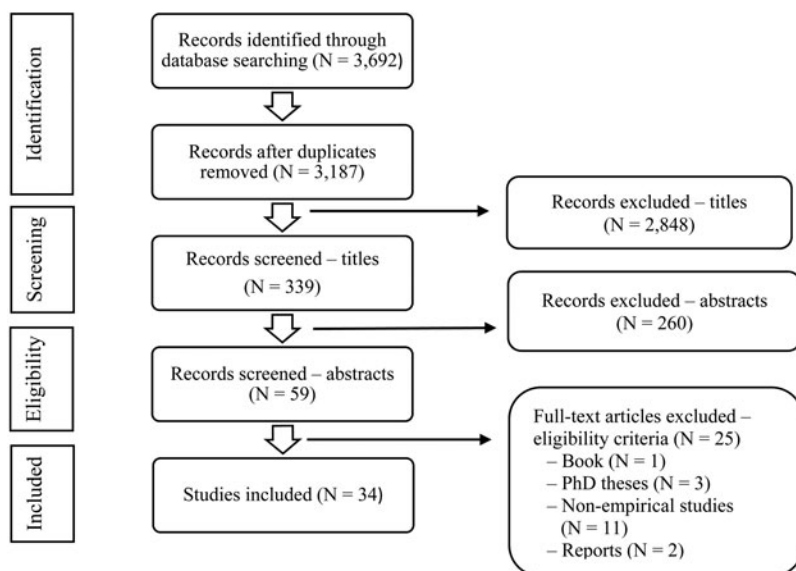 Identification
Records identified through
database searching (N = 3,692)
Records after duplicates
removed (N = 3,187)
Records excluded – titles
(N = 2,848)
Screening
Records screened – titles
(N = 339)
Records excluded – abstracts
(N = 260)
Eligibility
Records screened – abstracts
(N = 59)
Full-text articles excluded –
eligibility criteria (N = 25)
– Book (N = 1)
– PhD theses (N = 3)
– Non-empirical studies
(N = 11)
– Reports (N = 2)
Included
Studies included (N = 34)